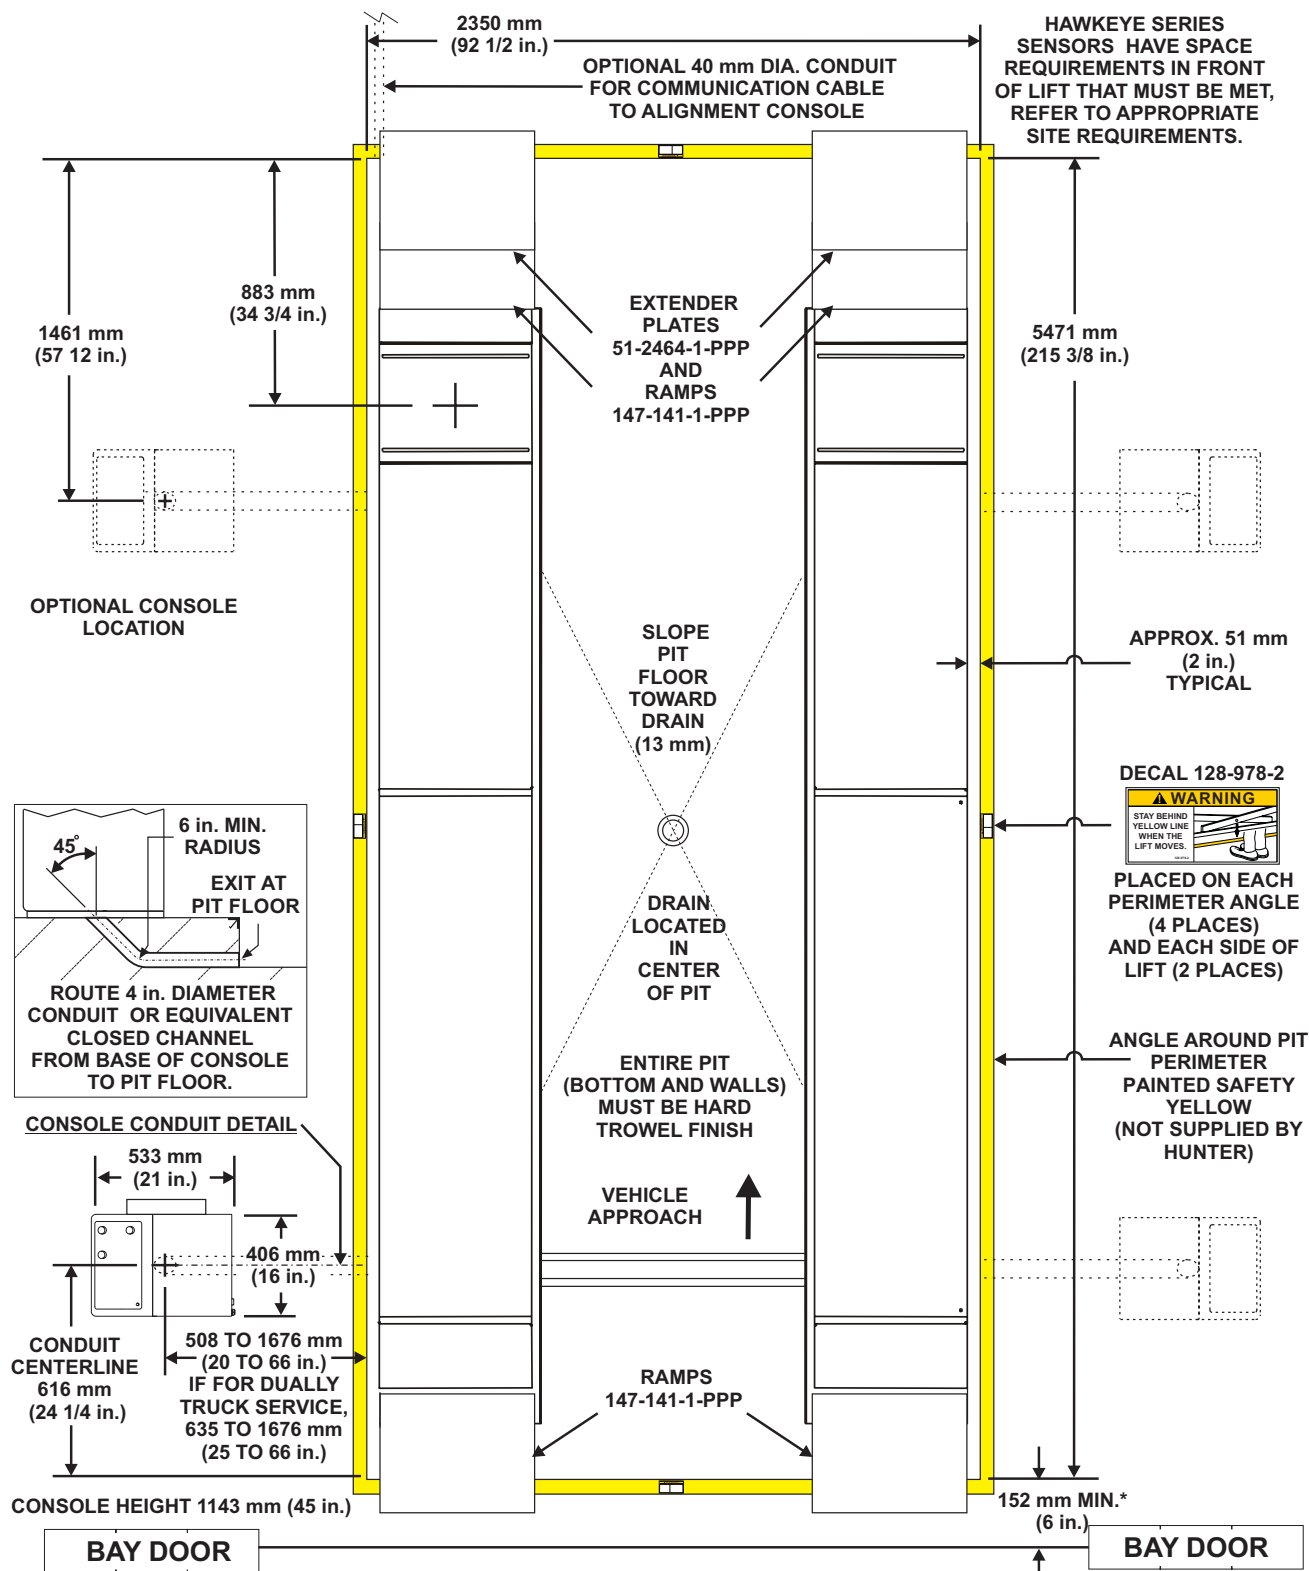 2350 mm
(92 1/2 in.)
OPTIONAL 40 mm DIA. CONDUIT
FOR COMMUNICATION CABLE
TO ALIGNMENT CONSOLE
HAWKEYE SERIES
SENSORS HAVE SPACE
REQUIREMENTS IN FRONT
OF LIFT THAT MUST BE MET,
REFER TO APPROPRIATE
SITE REQUIREMENTS.
883 mm
(34 3/4 in.)
1461 mm
(57 12 in.)
EXTENDER
PLATES
51-2464-1-PPP
AND
RAMPS
147-141-1-PPP
5471 mm
(215 3/8 in.)
OPTIONAL CONSOLE
LOCATION
SLOPE
PIT
FLOOR
TOWARD
DRAIN
(13 mm)
APPROX. 51 mm
(2 in.)
TYPICAL
DECAL 128-978-2
WARNING
STAY BEHIND
YELLOW LINE
WHEN THE
LIFT MOVES.
PLACED ON EACH
PERIMETER ANGLE
(4 PLACES)
AND EACH SIDE OF
LIFT (2 PLACES)
45°
6 in. MIN.
RADIUS
EXIT AT
PIT FLOOR
ROUTE 4 in. DIAMETER
CONDUIT OR EQUIVALENT
CLOSED CHANNEL
FROM BASE OF CONSOLE
TO PIT FLOOR.
DRAIN
LOCATED
IN
CENTER
OF PIT
ENTIRE PIT
(BOTTOM AND WALLS)
MUST BE HARD
TROWEL FINISH
ANGLE AROUND PIT
PERIMETER
PAINTED SAFETY
YELLOW
(NOT SUPPLIED BY
HUNTER)
CONSOLE CONDUIT DETAIL
533 mm
(21 in.)
VEHICLE
APPROACH
406 mm
(16 in.)
CONDUIT
CENTERLINE
616 mm
(24 1/4 in.)
508 TO 1676 mm
(20 TO 66 in.)
IF FOR DUALLY
TRUCK SERVICE,
635 TO 1676 mm
(25 TO 66 in.)
RAMPS
147-141-1-PPP
CONSOLE HEIGHT 1143 mm (45 in.)
152 mm MIN.*
(6 in.)
BAY DOOR
BAY DOOR